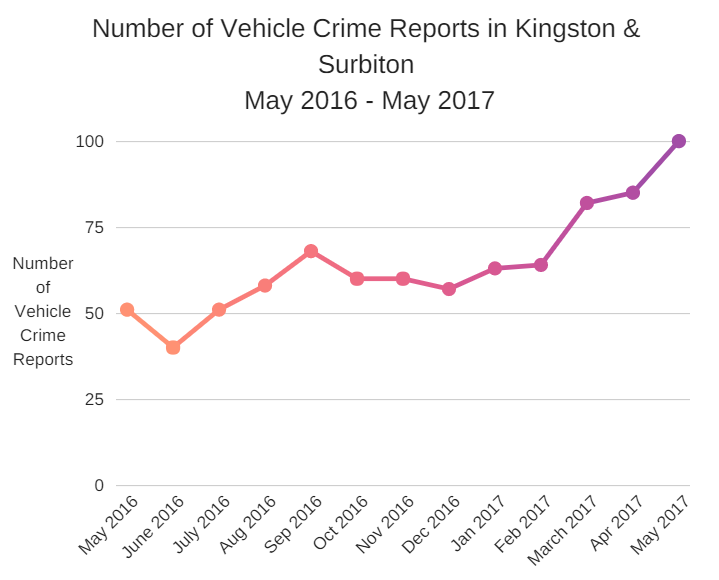 Number of Vehicle Crime Reports in Kingston &
Surbiton
May 2016 - May 2017
100
75
50
25
0
Number
of
Vehicle
Crime
Reports
May 2016
June 2016
July 2016
Aug 2016
Sep 2016
Oct 2016
Nov 2016
Dec 2016
Jan 2017
Feb 2017
March 2017
Apr 2017
May 2017